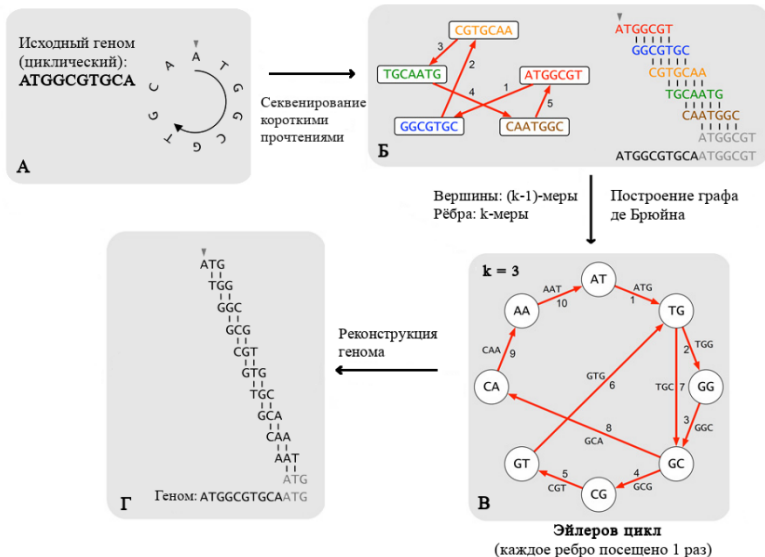 Исходный геном
(циклический):
ATGGCGTGCA
A
T
G
G
C
G
T
G
C
A
А
Секвенирование
короткими
прочтениями
CGTGCAA
TGCAATG
ATGGCGT
GGCGTGC
CAATGGC
3
2
1
4
5
Б
ATGGCGT
GGCGTGC
CGTGCAA
TGCAATG
CAATGGC
ATGGCGT
ATGGCGTGCAATGGCGT
Вершины: (k-1)-меры
Рёбра: k-меры
Построение графа
де Брюйна
k = 3
AT
AAT
10
ATG
1
AA
TG
CAA
9
GTG
6
TGC
7
2
TGG
CA
GG
8
GCA
3
GGC
GT
GC
5
CGT
4
GCG
CG
В
Эйлеров цикл
(каждое ребро посещено 1 раз)
Реконструкция
генома
ATG
TGG
GGC
GCG
CGT
GTG
TGC
GCA
CAA
AAT
ATG
Геном: ATGGCGTGCAATG
Г